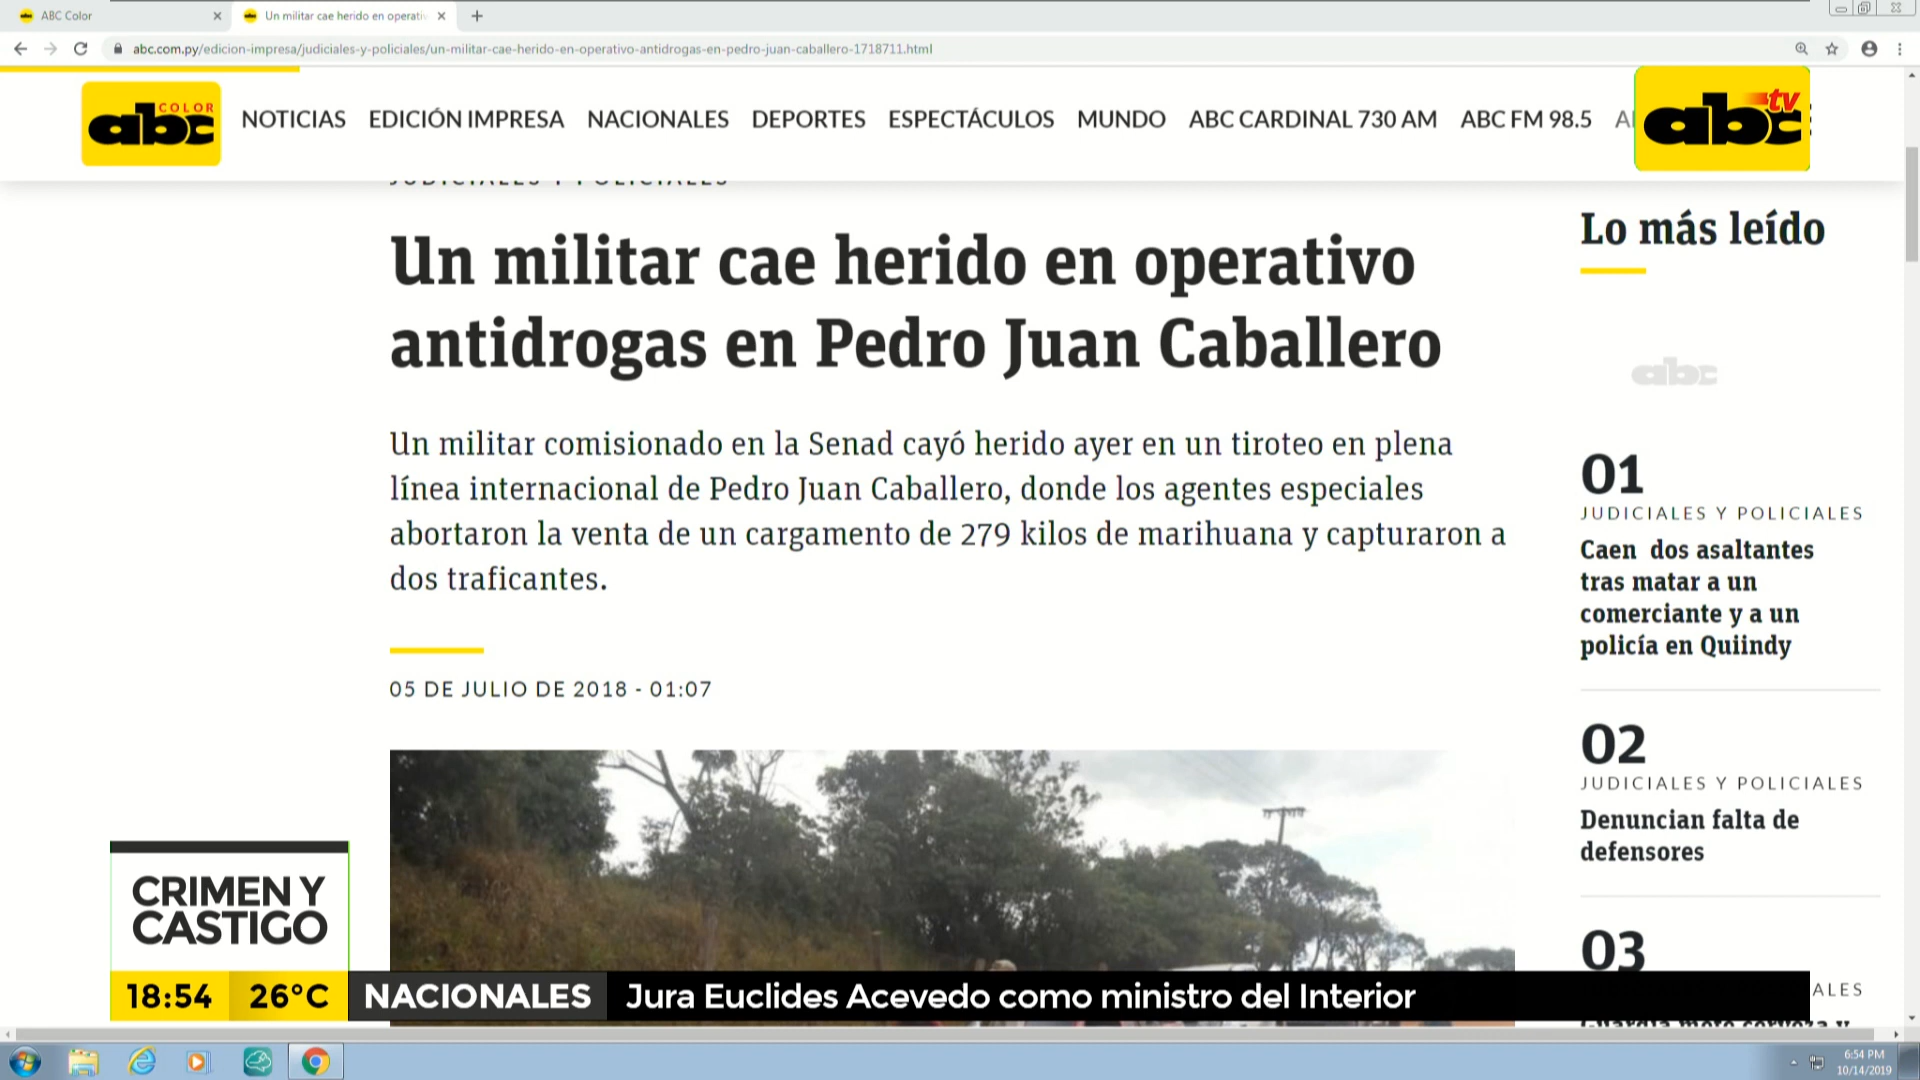 ABC Color
Un militar cae herido en operati
abc.com.py/edicion-impresa/judiciales-y-policiales/un-militar-cae-herido-en-operativo-antidrogas-en-pedro-juan-caballero-1718711.html
abc COLOR
NOTICIAS EDICIÓN IMPRESA NACIONALES DEPORTES ESPECTÁCULOS MUNDO ABC CARDINAL 730 AM ABC FM 98.5
abc tv
JUDICIALES Y POLICIALES
Un militar cae herido en operativo
antidrogas en Pedro Juan Caballero
Un militar comisionado en la Senad cayó herido ayer en un tiroteo en plena
línea internacional de Pedro Juan Caballero, donde los agentes especiales
abortaron la venta de un cargamento de 279 kilos de marihuana y capturaron a
dos traficantes.
05 DE JULIO DE 2018 - 01:07
Lo más leído
abc
01
JUDICIALES Y POLICIALES
Caen dos asaltantes
tras matar a un
comerciante y a un
policía en Quiindy
02
JUDICIALES Y POLICIALES
Denuncian falta de
defensores
03
ALES
CRIMEN Y
CASTIGO
18:54 26°C NACIONALES Jura Euclides Acevedo como ministro del Interior
6:54 PM
10/14/2019